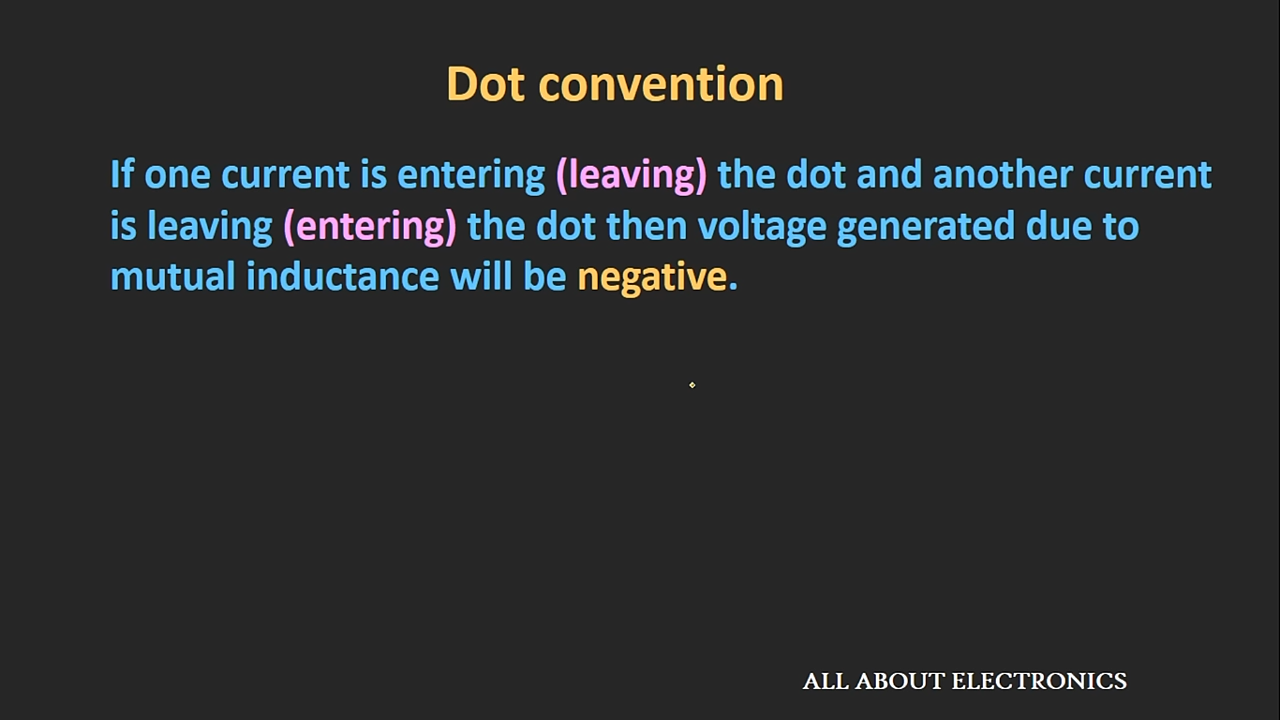 Dot convention
If one current is entering (leaving) the dot and another current
is leaving (entering) the dot then voltage generated due to
mutual inductance will be negative.
ALL ABOUT ELECTRONICS